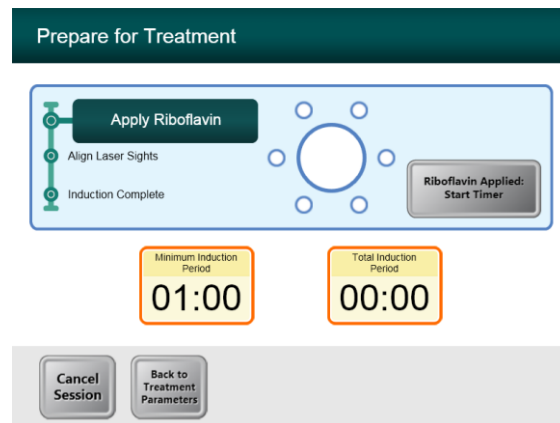 Prepare for Treatment
Apply Riboflavin
Align Laser Sights
Induction Complete
Riboflavin Applied:
Start Timer
Minimum Induction
Period
01:00
Total Induction
Period
00:00
Cancel
Session
Back to
Treatment
Parameters